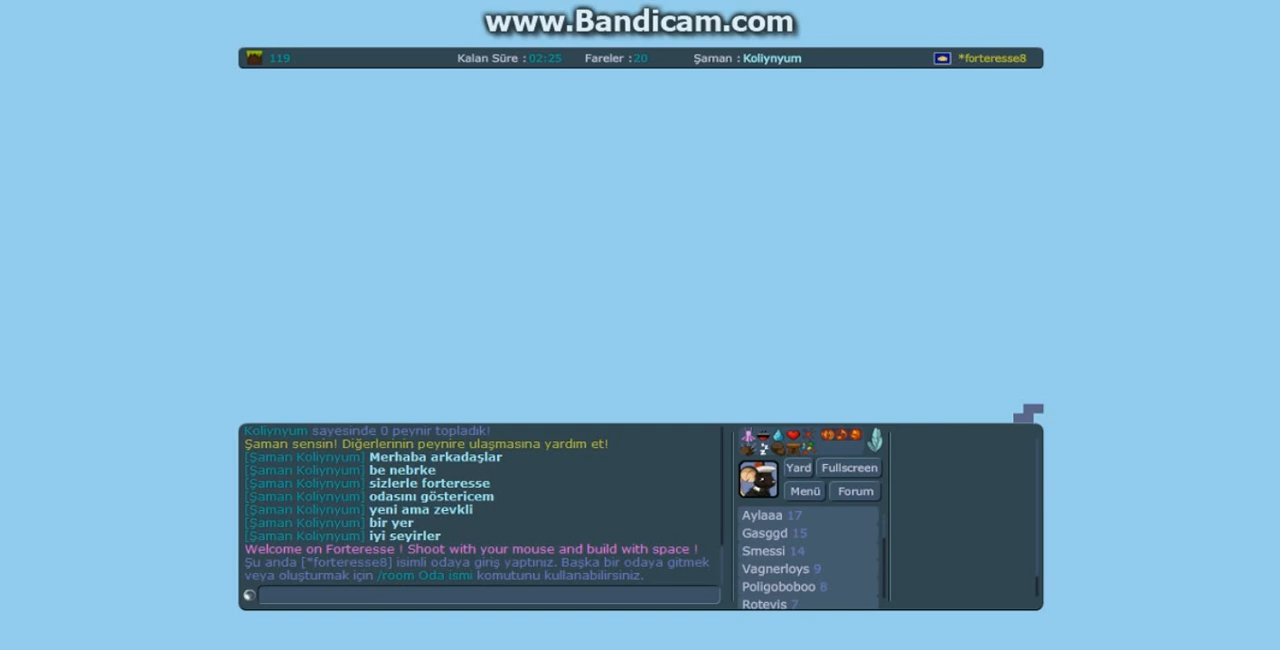 www.Bandicam.com
119 Kalan Süre : 02:25 Fareler : 20 Şaman : Koliynyum *forteresse8
Koliynyum sayesinde 0 peynir topladık!
Şaman sensin! Diğerlerinin peynire ulaşmasına yardım et!
[Şaman Koliynyum] Merhaba arkadaşlar
[Şaman Koliynyum] be nebrke
[Şaman Koliynyum] sizlerle forteresse
[Şaman Koliynyum] odasını göstericem
[Şaman Koliynyum] yeni ama zevkli
[Şaman Koliynyum] bir yer
[Şaman Koliynyum] iyi seyirler
Welcome on Forteresse ! Shoot with your mouse and build with space !
Şu anda [*forteresse8] isimli odaya giriş yaptınız. Başka bir odaya gitmek
veya oluşturmak için /room Oda ismi komutunu kullanabilirsiniz.
Yard Fullscreen
Menü Forum
Aylaaa 17
Gasggd 15
Smessi 14
Vagnerloys 9
Poligoboboo 8
Rotevis 7